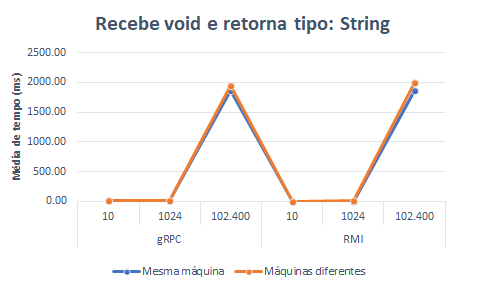 Recebe void e retorna tipo: String
Média de tempo (ms)
2500.00
2000.00
1500.00
1000.00
500.00
0.00
10 1024 102.400 10 1024 102.400
gRPC RMI
Mesma máquina Máquinas diferentes